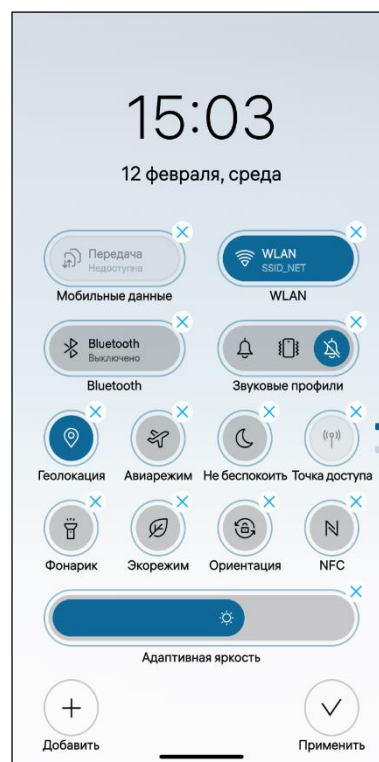 15:03
12 февраля, среда
Передача
Недоступна
WLAN
SSID_NET
Мобильные данные
WLAN
Bluetooth
Выключено
Bluetooth
Звуковые профили
Геолокация
Авиарежим
Не беспокоить
Точка доступа
Фонарик
Экорежим
Ориентация
NFC
Адаптивная яркость
Добавить
Применить